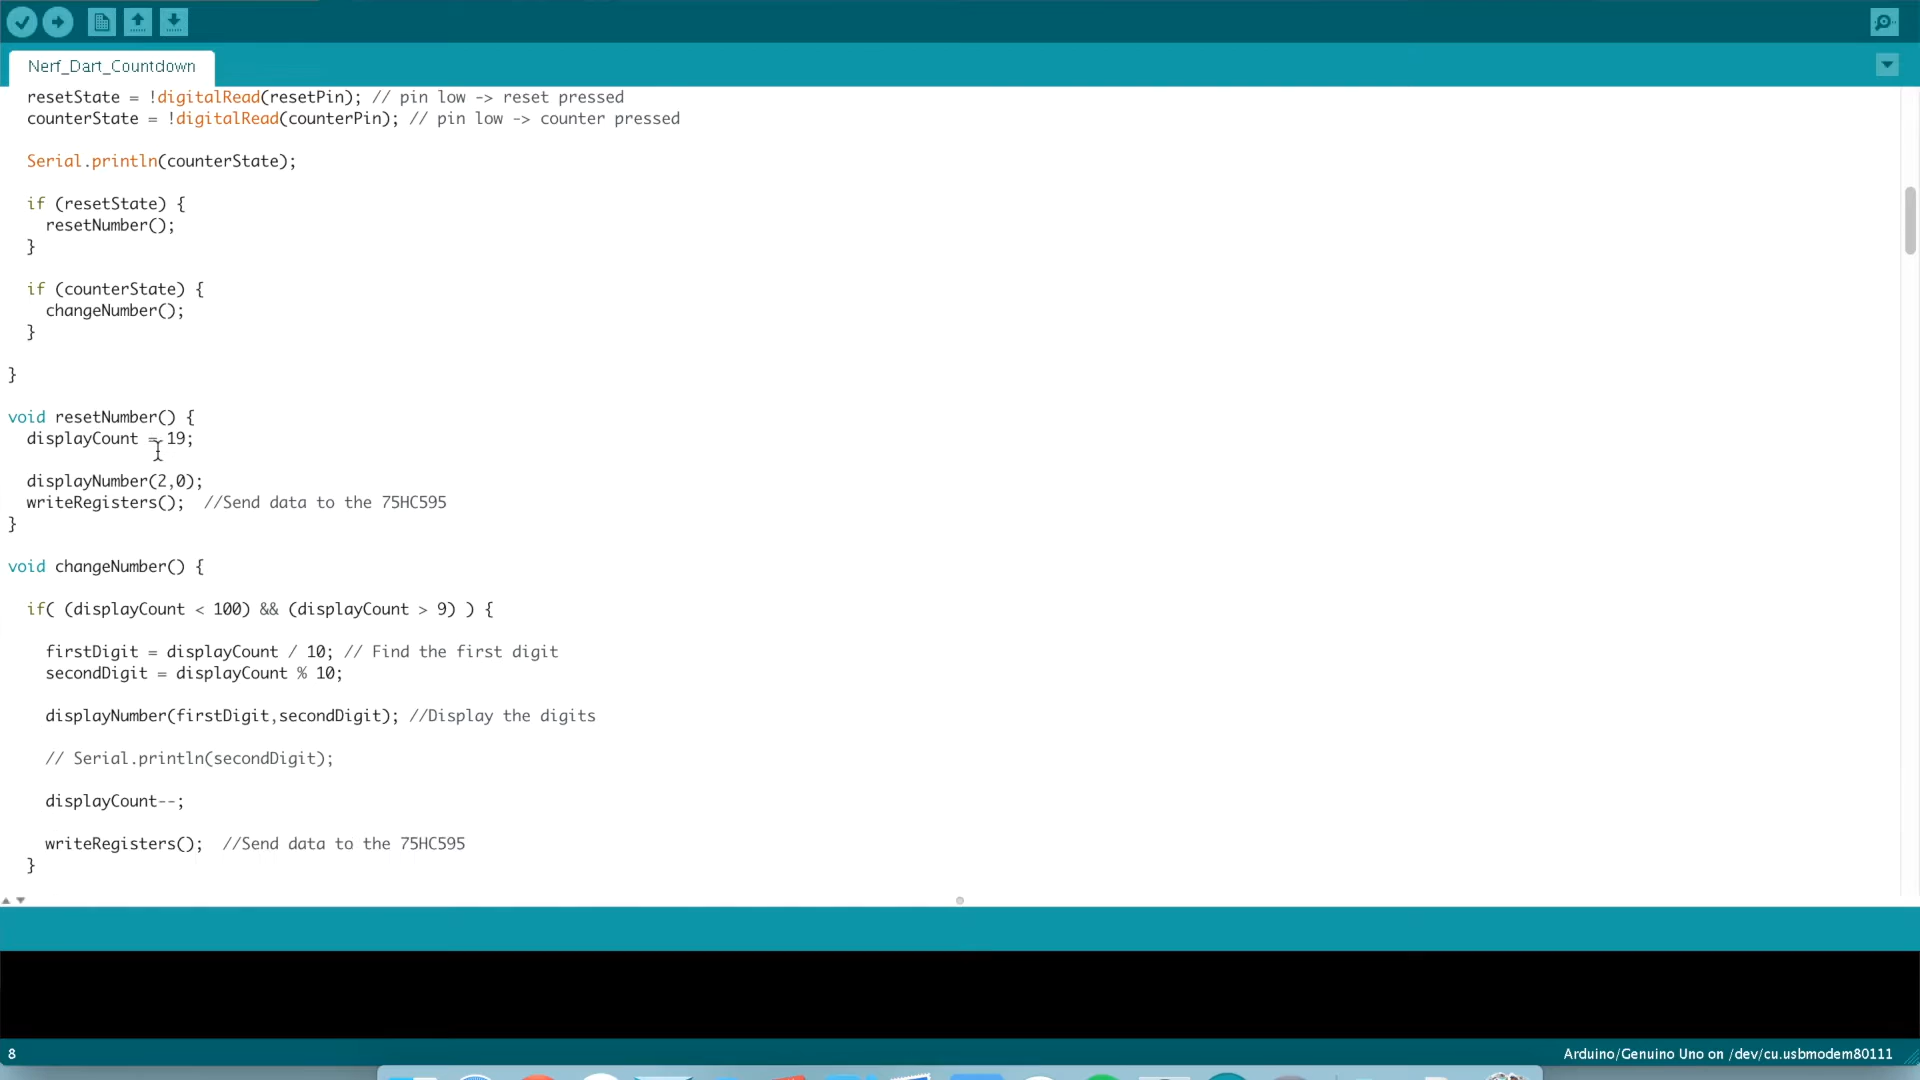 Nerf_Dart_Countdown
resetState = !digitalRead(resetPin); // pin low -> reset pressed
counterState = !digitalRead(counterPin); // pin low -> counter pressed
Serial.println(counterState);
if (resetState) {
resetNumber();
}
if (counterState) {
changeNumber();
}
}
void resetNumber() {
displayCount = 19;
displayNumber(2,0);
writeRegisters();  //Send data to the 75HC595
}
void changeNumber() {
if( (displayCount < 100) && (displayCount > 9) ) {
firstDigit = displayCount / 10; // Find the first digit
secondDigit = displayCount % 10;
displayNumber(firstDigit,secondDigit); //Display the digits
// Serial.println(secondDigit);
displayCount--;
writeRegisters();  //Send data to the 75HC595
}
8
Arduino/Genuino Uno on /dev/cu.usbmodem80111